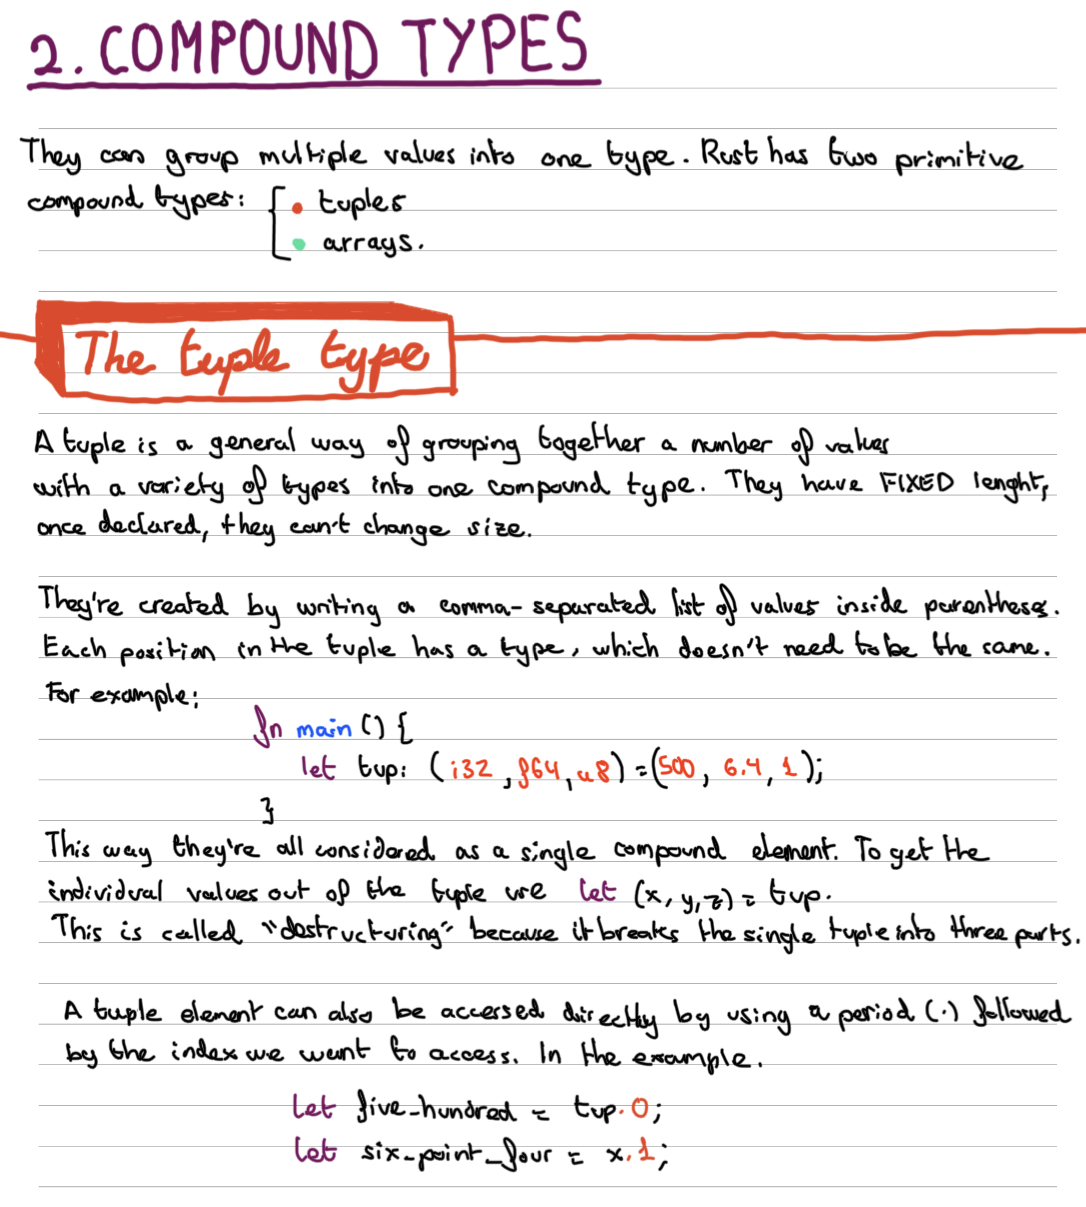 2. COMPOUND TYPES
They can group multiple values into one type. Rust has two primitive
compound types:
• tuples
• arrays.
The tuple type
A tuple is a general way of grouping together a number of values
with a variety of types into one compound type. They have FIXED lenght,
once declared, they can't change size.
They're created by writing a comma-separated list of values inside parentheses.
Each position in the tuple has a type, which doesn't need to be the same.
For example:
fn main () {
let tup: (i32, f64, u8) = (500, 6.4, 1);
}
This way they're all considered as a single compound element. To get the
individual values out of the tuple we let (x, y, z) = tup.
This is called "destructuring" because it breaks the single tuple into three parts.
A tuple element can also be accessed directly by using a period (.) followed
by the index we want to access. In the example.
let five_hundred = tup.0;
let six_point_four = x.1;